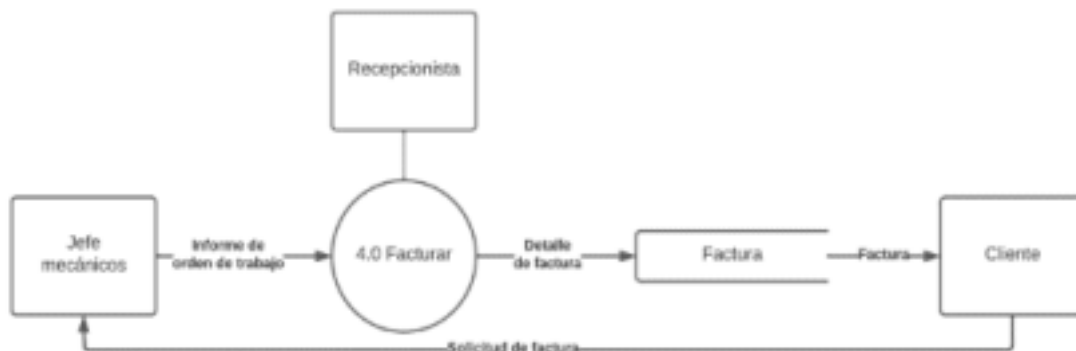 Recepcionista
Jefe
mecánicos
Informe de
orden de trabajo
4.0 Facturar
Detalle
de factura
Factura
Factura
Cliente
Solicitud de factura